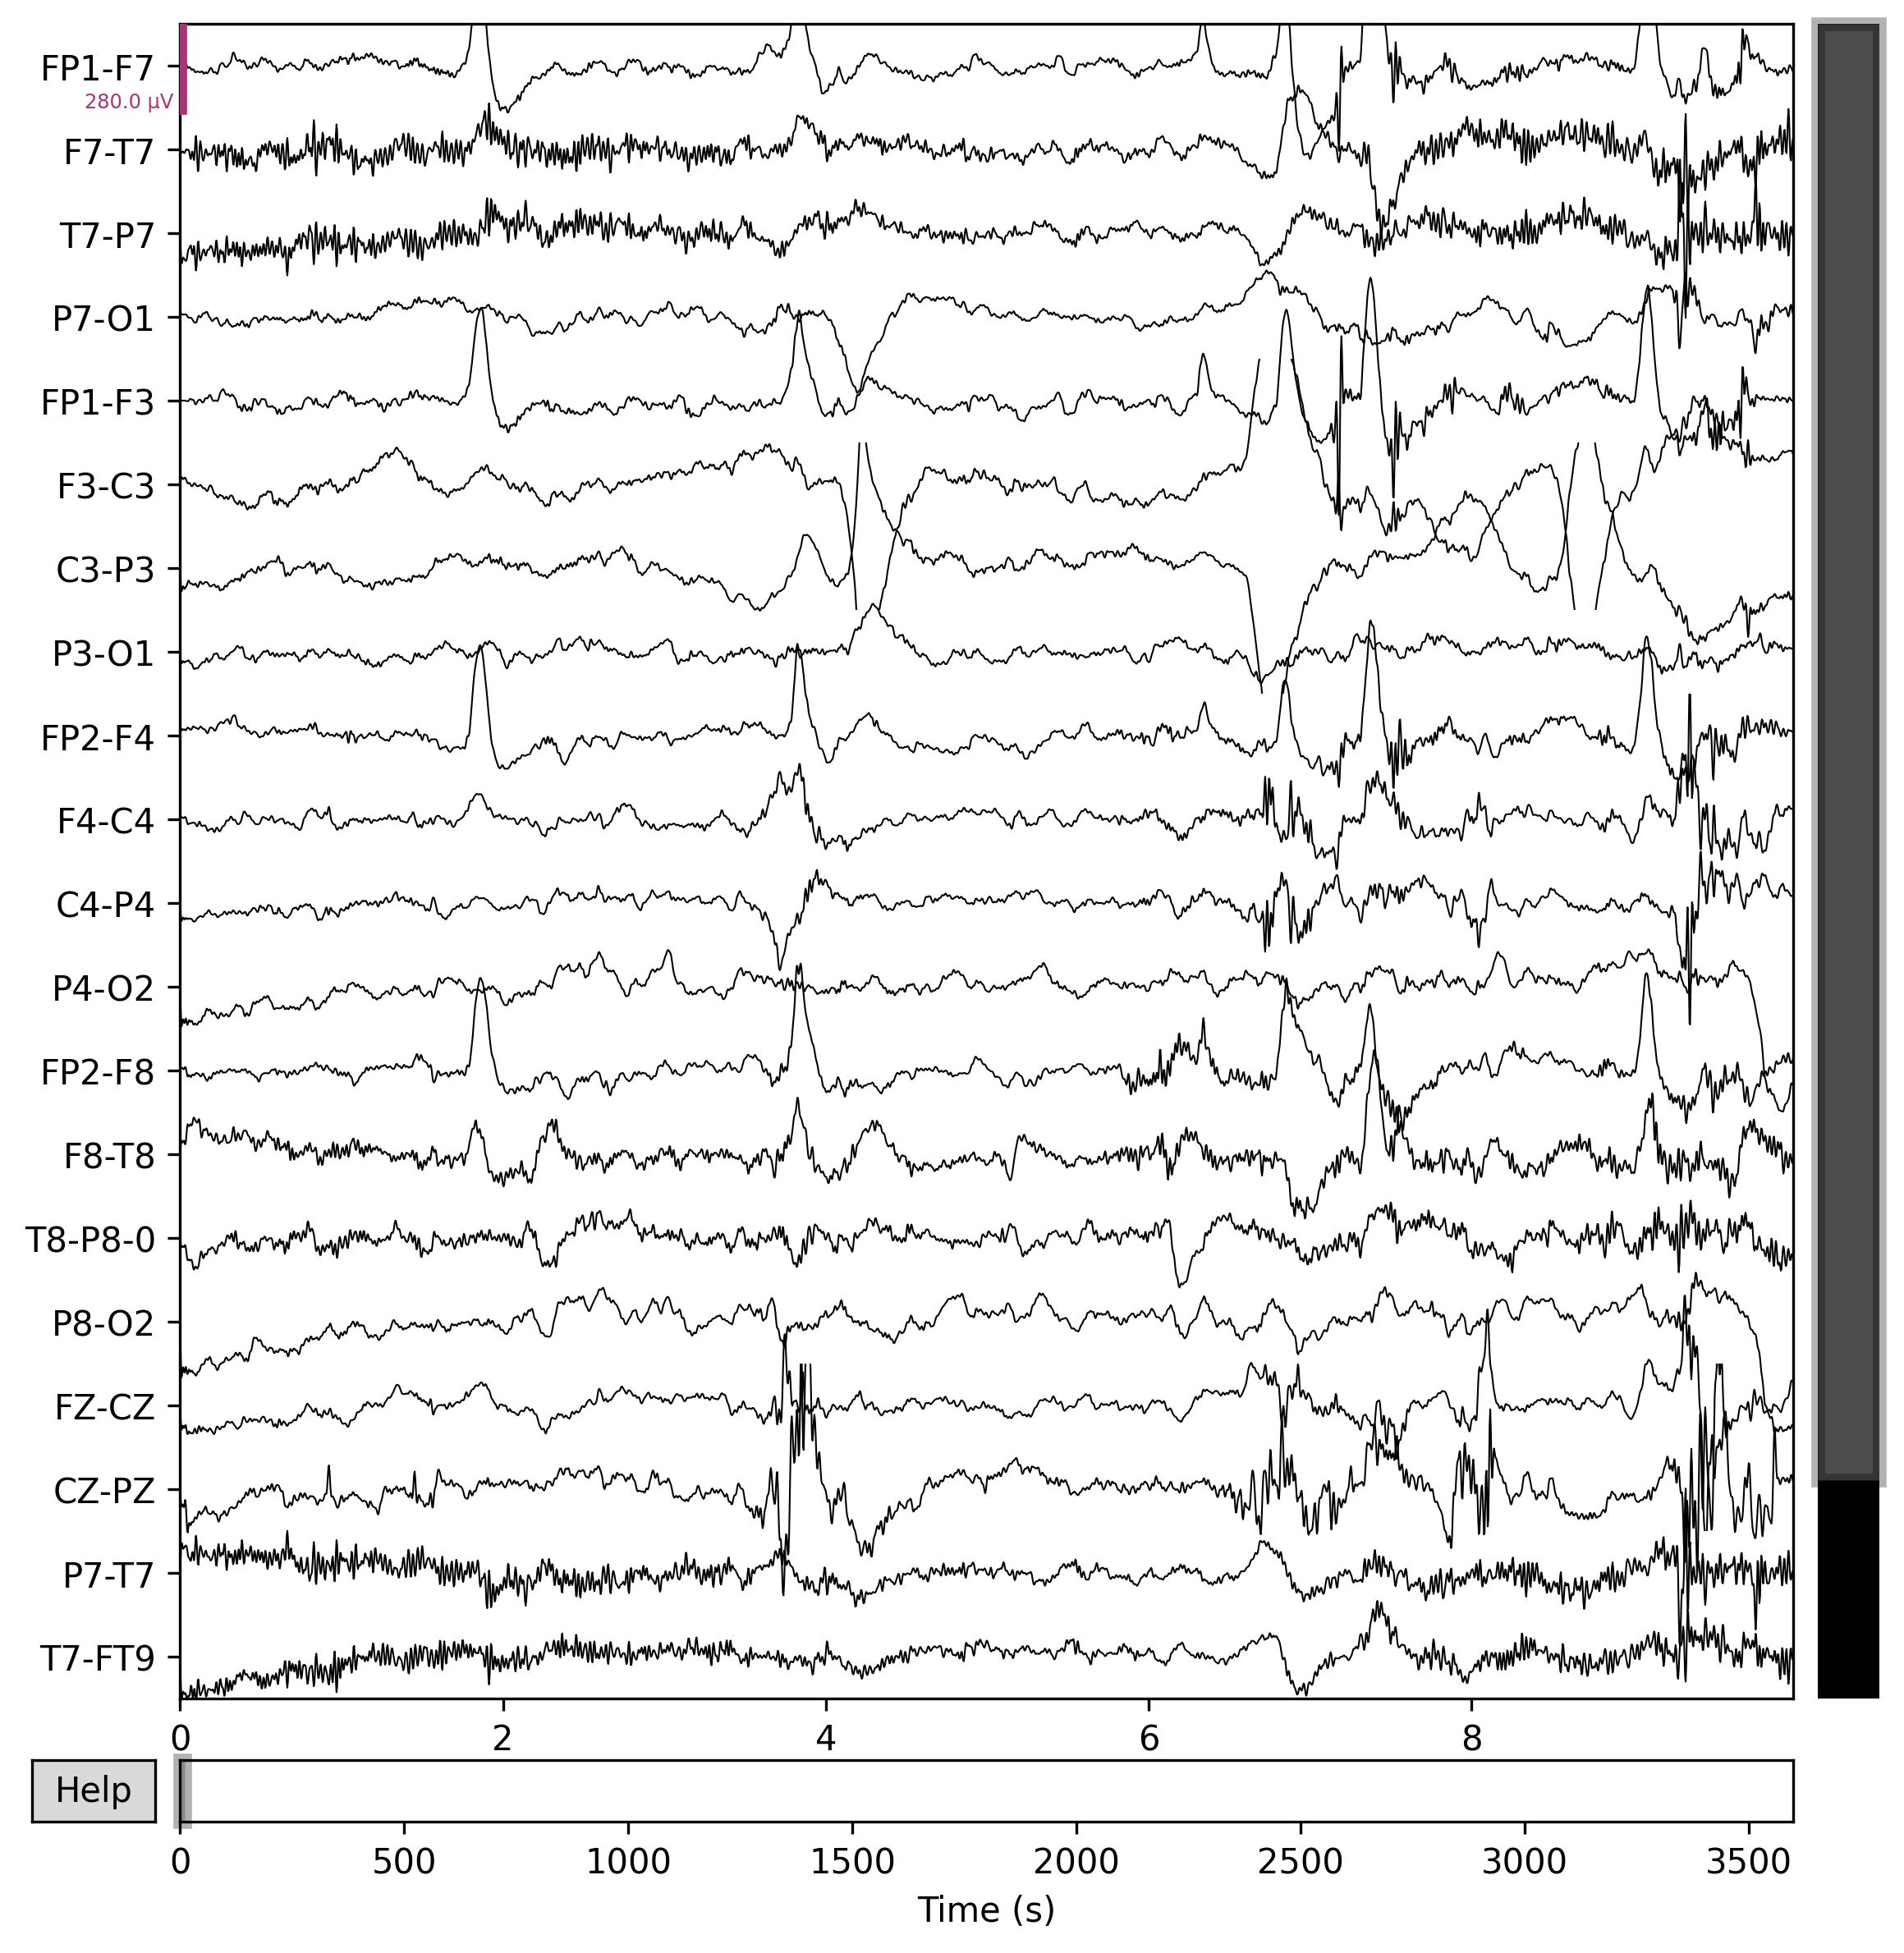 FP1-F7
280.0 µV
F7-T7
T7-P7
P7-O1
FP1-F3
F3-C3
C3-P3
P3-O1
FP2-F4
F4-C4
C4-P4
P4-O2
FP2-F8
F8-T8
T8-P8-0
P8-O2
FZ-CZ
CZ-PZ
P7-T7
T7-FT9
0 2 4 6 8
Help
0 500 1000 1500 2000 2500 3000 3500
Time (s)